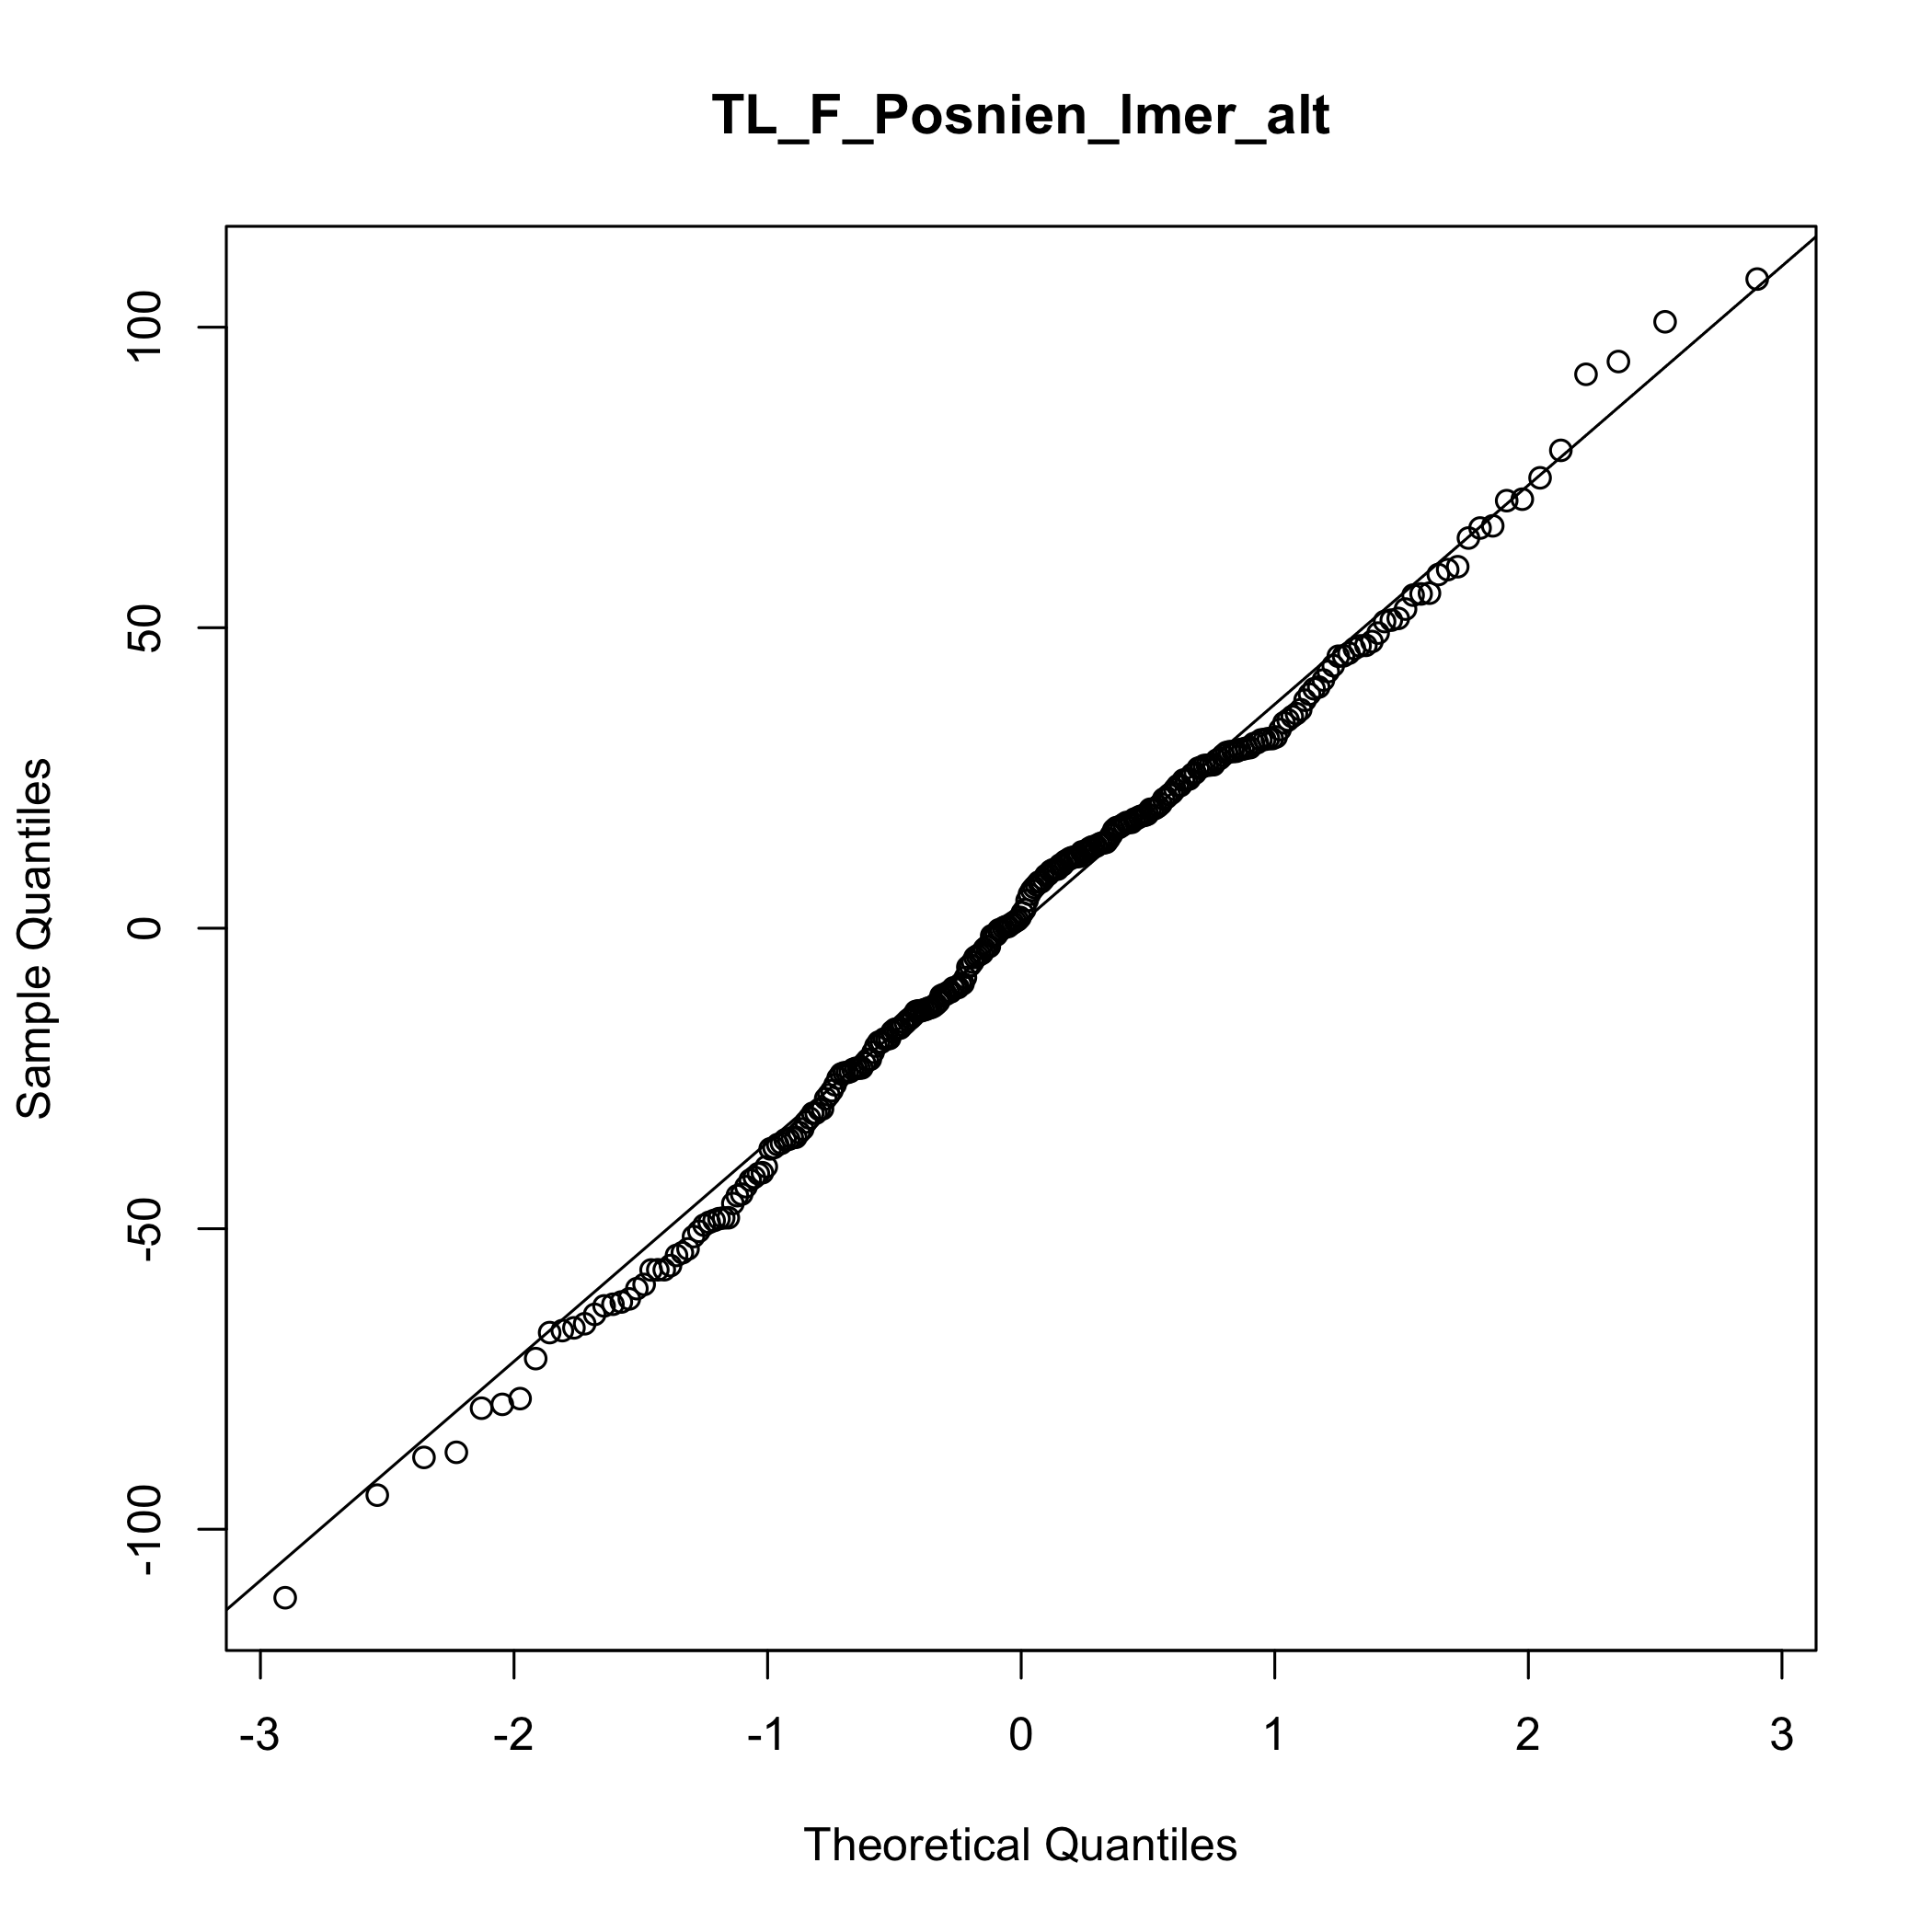 TL_F_Posnien_lmer_alt
Sample Quantiles
100
50
0
-50
-100
-3 -2 -1 0 1 2 3
Theoretical Quantiles